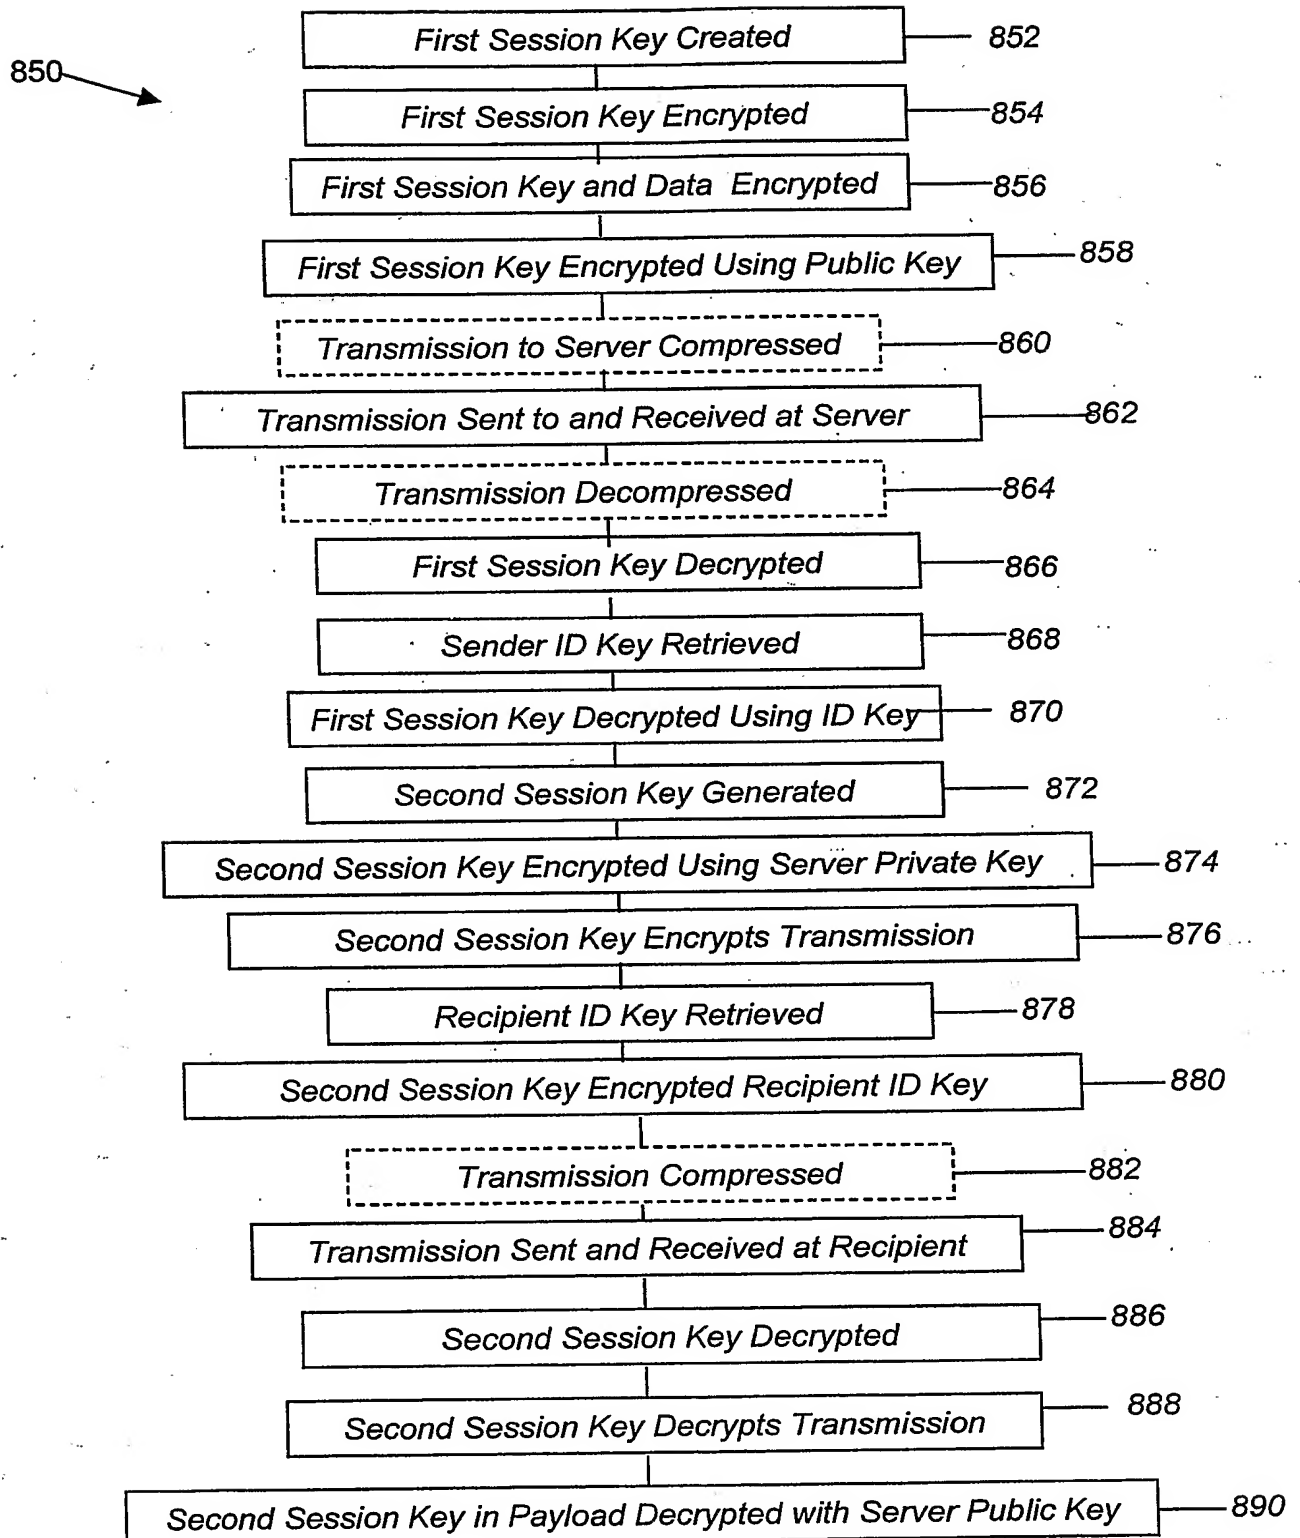 First Session Key Created 852
850
First Session Key Encrypted 854
First Session Key and Data Encrypted 856
First Session Key Encrypted Using Public Key 858
Transmission to Server Compressed 860
Transmission Sent to and Received at Server 862
Transmission Decompressed 864
First Session Key Decrypted 866
Sender ID Key Retrieved 868
First Session Key Decrypted Using ID Key 870
Second Session Key Generated 872
Second Session Key Encrypted Using Server Private Key 874
Second Session Key Encrypts Transmission 876
Recipient ID Key Retrieved 878
Second Session Key Encrypted Recipient ID Key 880
Transmission Compressed 882
Transmission Sent and Received at Recipient 884
Second Session Key Decrypted 886
Second Session Key Decrypts Transmission 888
Second Session Key in Payload Decrypted with Server Public Key 890